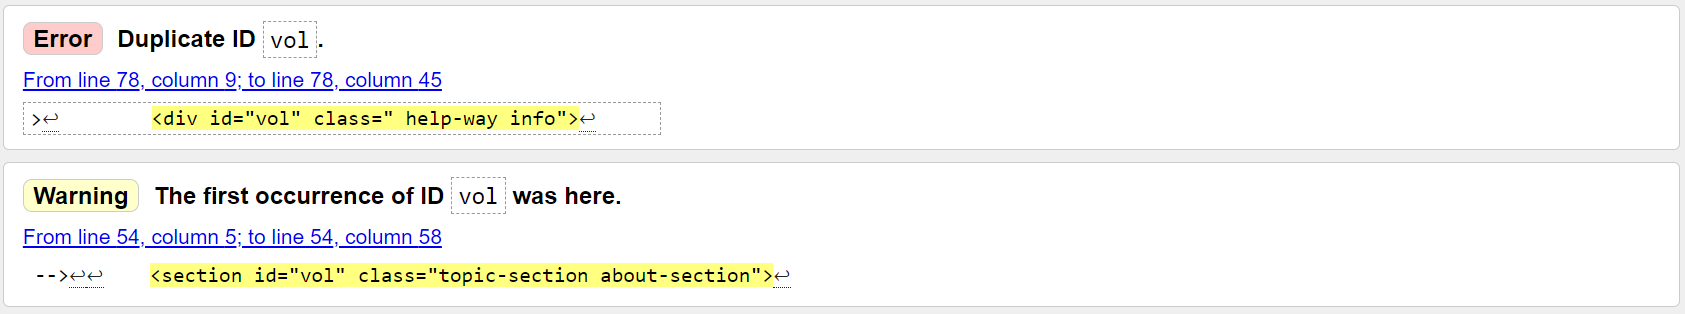 Error Duplicate ID vol.
From line 78, column 9; to line 78, column 45
>↩ <div id="vol" class=" help-way info">↩
Warning The first occurrence of ID vol was here.
From line 54, column 5; to line 54, column 58
-->↩↩ <section id="vol" class="topic-section about-section">↩